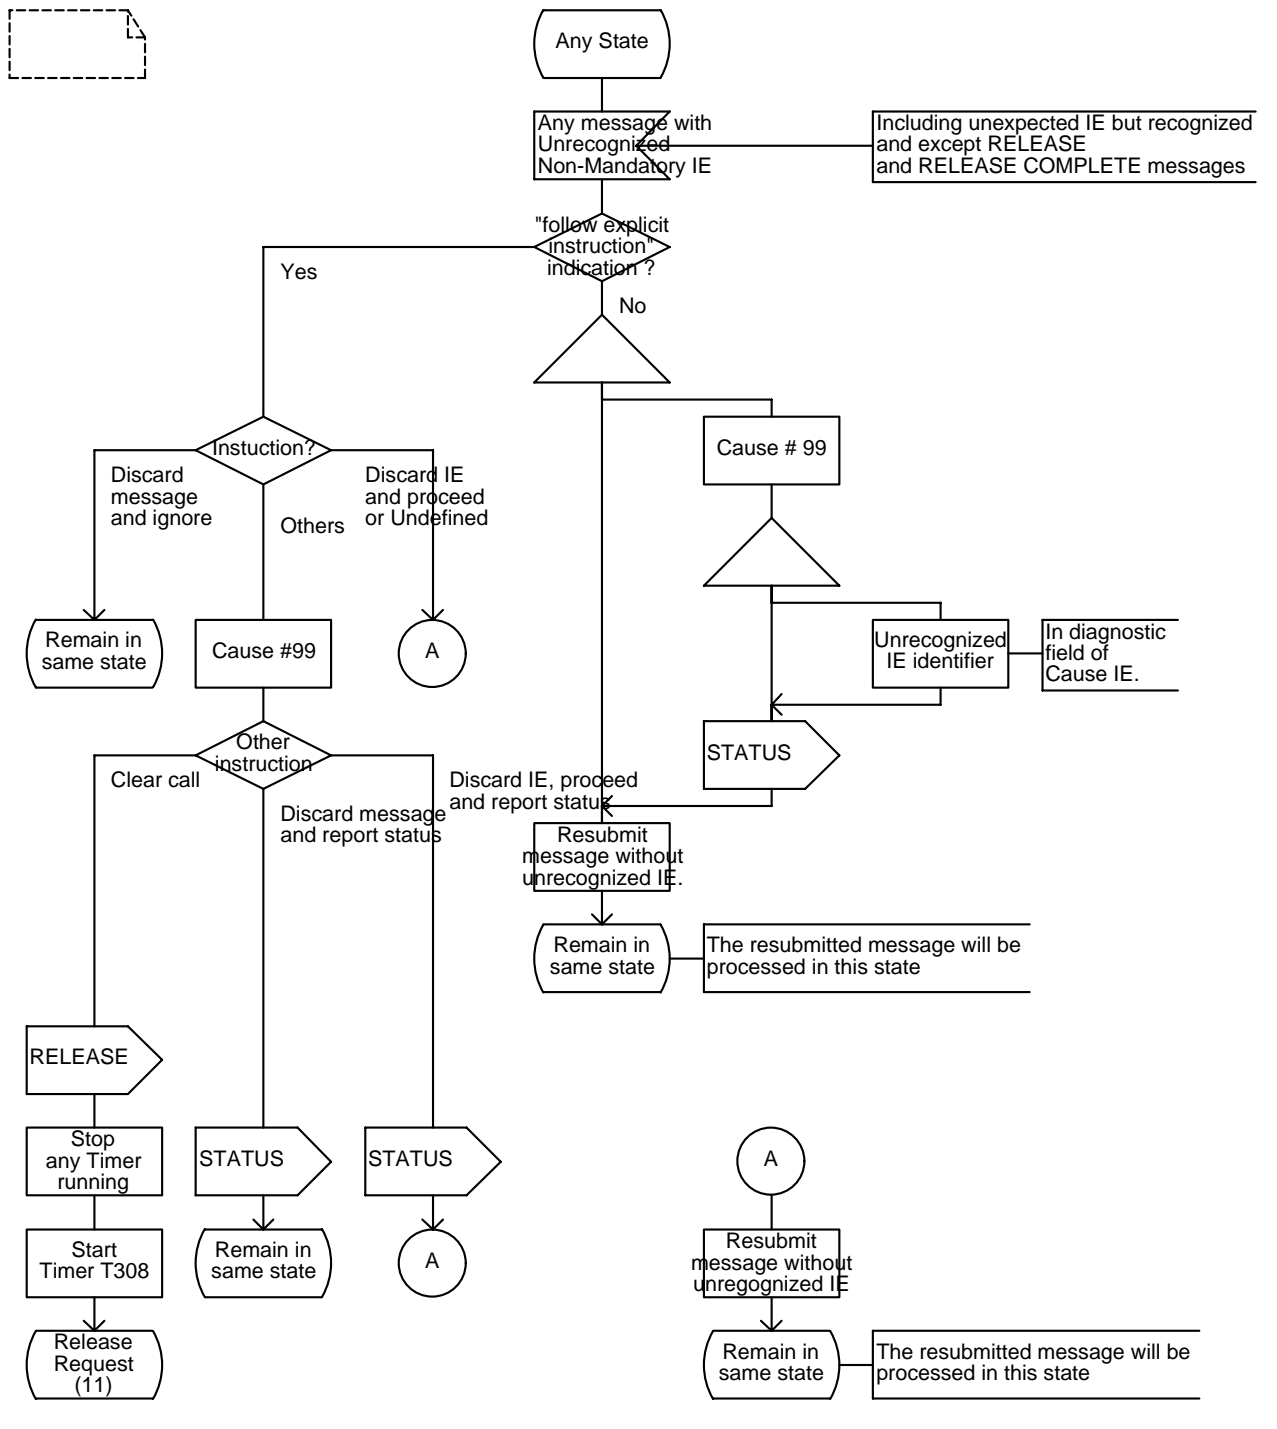 Any State
Any message with
Unrecognized
Non-Mandatory IE
Including unexpected IE but recognized
and except RELEASE
and RELEASE COMPLETE messages
"follow explicit
instruction"
indication ?
Yes
No
Instuction?
Discard
message
and ignore
Others
Discard IE
and proceed
or Undefined
Cause # 99
Remain in
same state
Cause #99
A
Unrecognized
IE identifier
In diagnostic
field of
Cause IE.
Other
instruction
STATUS
Clear call
Discard message
and report status
Discard IE, proceed
and report status
Resubmit
message without
unrecognized IE.
Remain in
same state
The resubmitted message will be
processed in this state
RELEASE
Stop
any Timer
running
STATUS
STATUS
A
Start
Timer T308
Remain in
same state
A
Resubmit
message without
unregognized IE
Release
Request
(11)
Remain in
same state
The resubmitted message will be
processed in this state